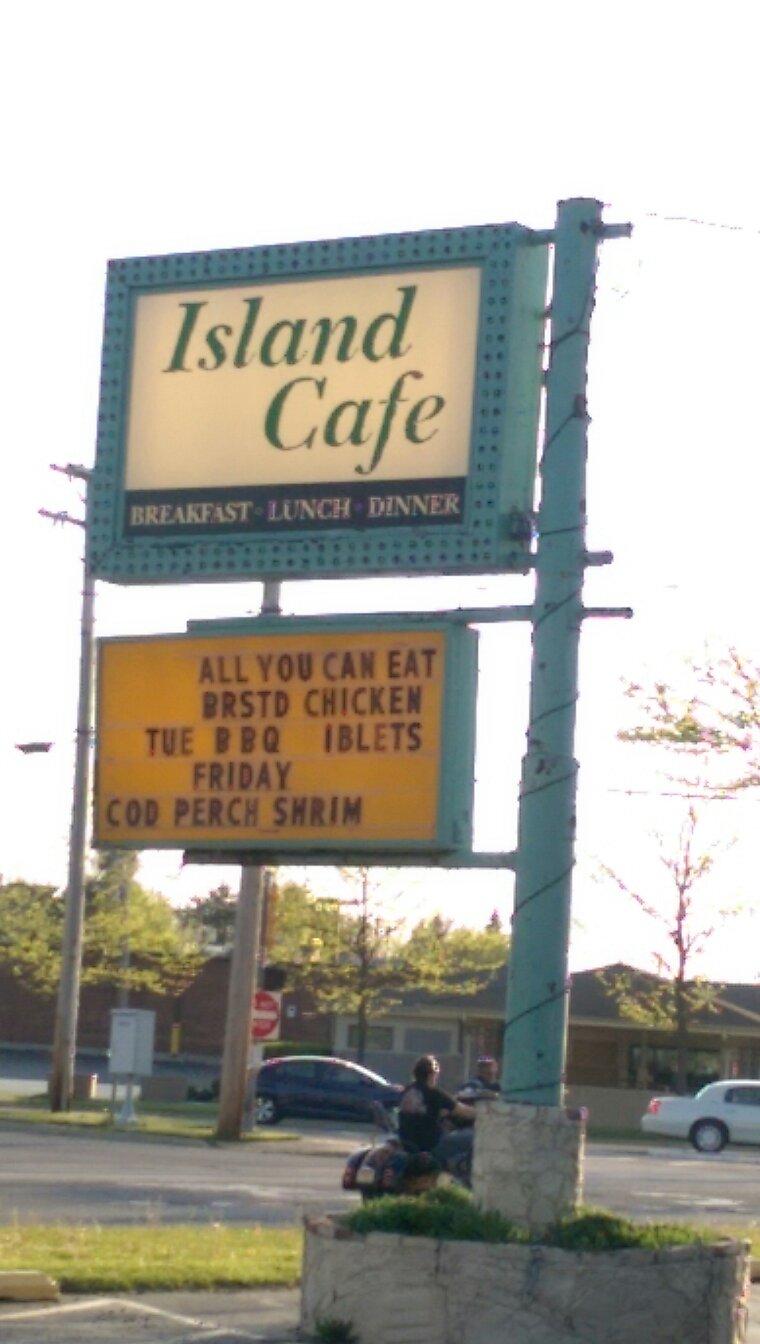 Island
Cafe
BREAKFAST · LUNCH · DINNER
ALL YOU CAN EAT
BRSTD CHICKEN
TUE BBQ IBLETS
FRIDAY
COD PERCH SHRIM